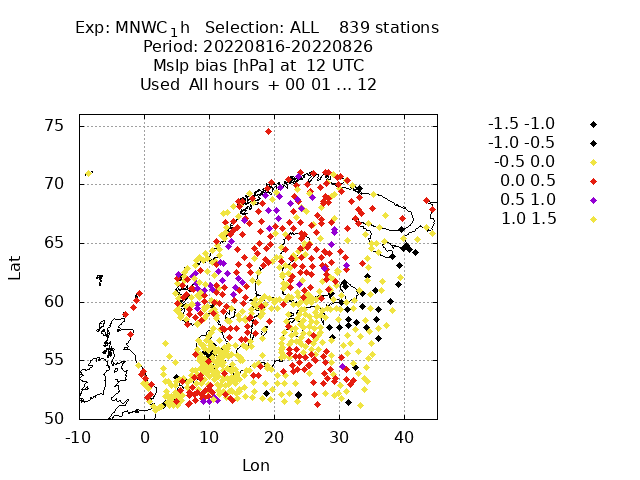 Exp: MNWC_1h   Selection: ALL    839 stations
Period: 20220816-20220826
Mslp bias [hPa] at  12 UTC
Used  All hours  + 00 01 ... 12
-1.5 -1.0
-1.0 -0.5
-0.5 0.0
0.0 0.5
0.5 1.0
1.0 1.5
75
70
65
60
55
50
Lat
-10 0 10 20 30 40
Lon